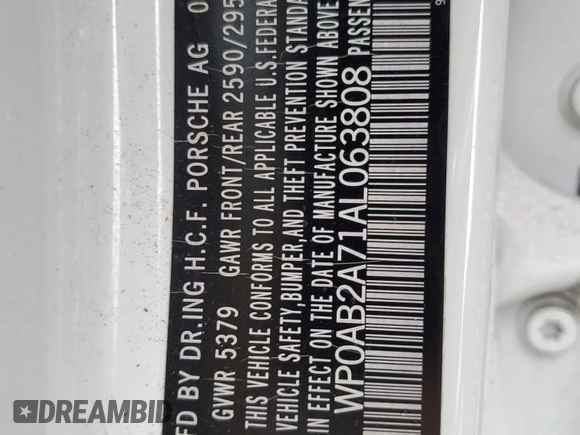 FD BY DR.ING H.C.F. PORSCHE AG 0
GVWR 5379 GAWR FRONT/REAR 2590/295
THIS VEHICLE CONFORMS TO ALL APPLICABLE U.S.FEDERA
VEHICLE SAFETY,BUMPER,AND THEFT PREVENTION STANDA
IN EFFECT ON THE DATE OF MANUFACTURE SHOWN ABOVE
WP0AB2A71AL063808 PASSEN
DREAMBID